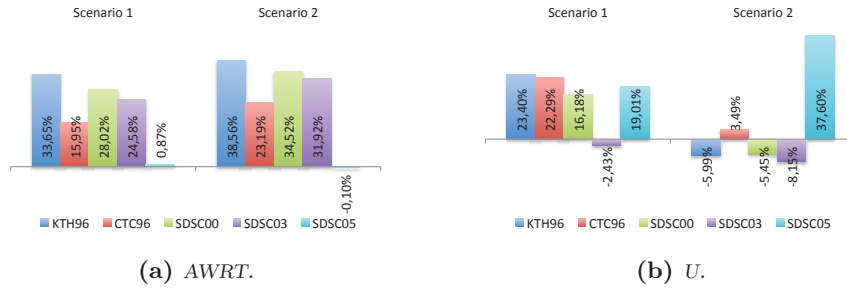 Scenario 1
Scenario 2
33,65%
15,95%
28,02%
24,58%
0,87%
38,56%
23,19%
34,52%
31,92%
-0,10%
KTH96 CTC96 SDSC00 SDSC03 SDSC05
(a) AWRT.
Scenario 1
Scenario 2
23,40%
22,29%
16,18%
-2,43%
19,01%
-5,99%
3,49%
-5,45%
-8,15%
37,60%
KTH96 CTC96 SDSC00 SDSC03 SDSC05
(b) U.